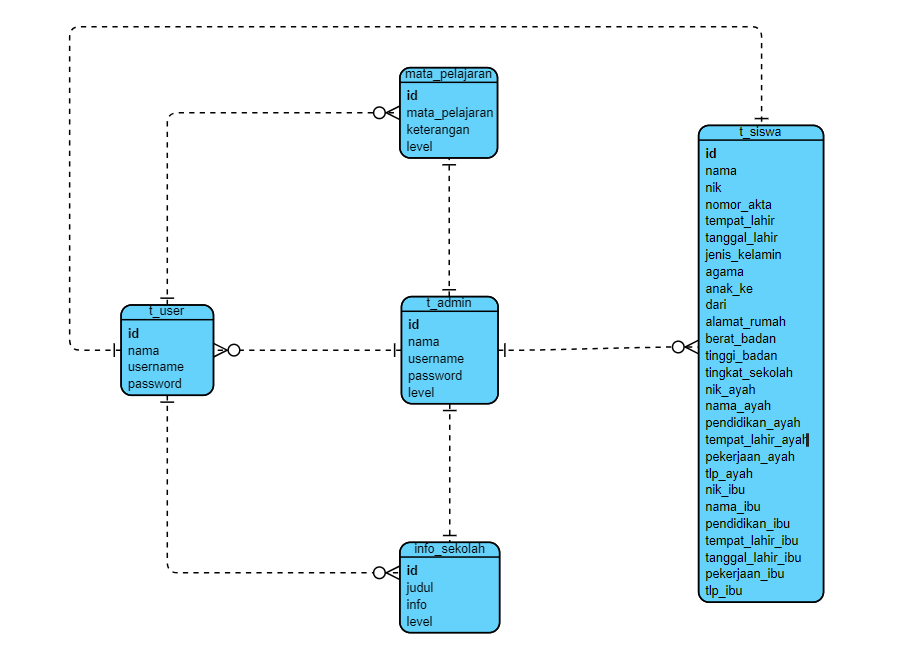 mata_pelajaran
id
mata_pelajaran
keterangan
level
t_user
id
nama
username
password
t_admin
id
nama
username
password
level
info_sekolah
id
judul
info
level
t_siswa
id
nama
nik
nomor_akta
tempat_lahir
tanggal_lahir
jenis_kelamin
agama
anak_ke
dari
alamat_rumah
berat_badan
tinggi_badan
tingkat_sekolah
nik_ayah
nama_ayah
pendidikan_ayah
tempat_lahir_ayah
pekerjaan_ayah
tlp_ayah
nik_ibu
nama_ibu
pendidikan_ibu
tempat_lahir_ibu
tanggal_lahir_ibu
pekerjaan_ibu
tlp_ibu